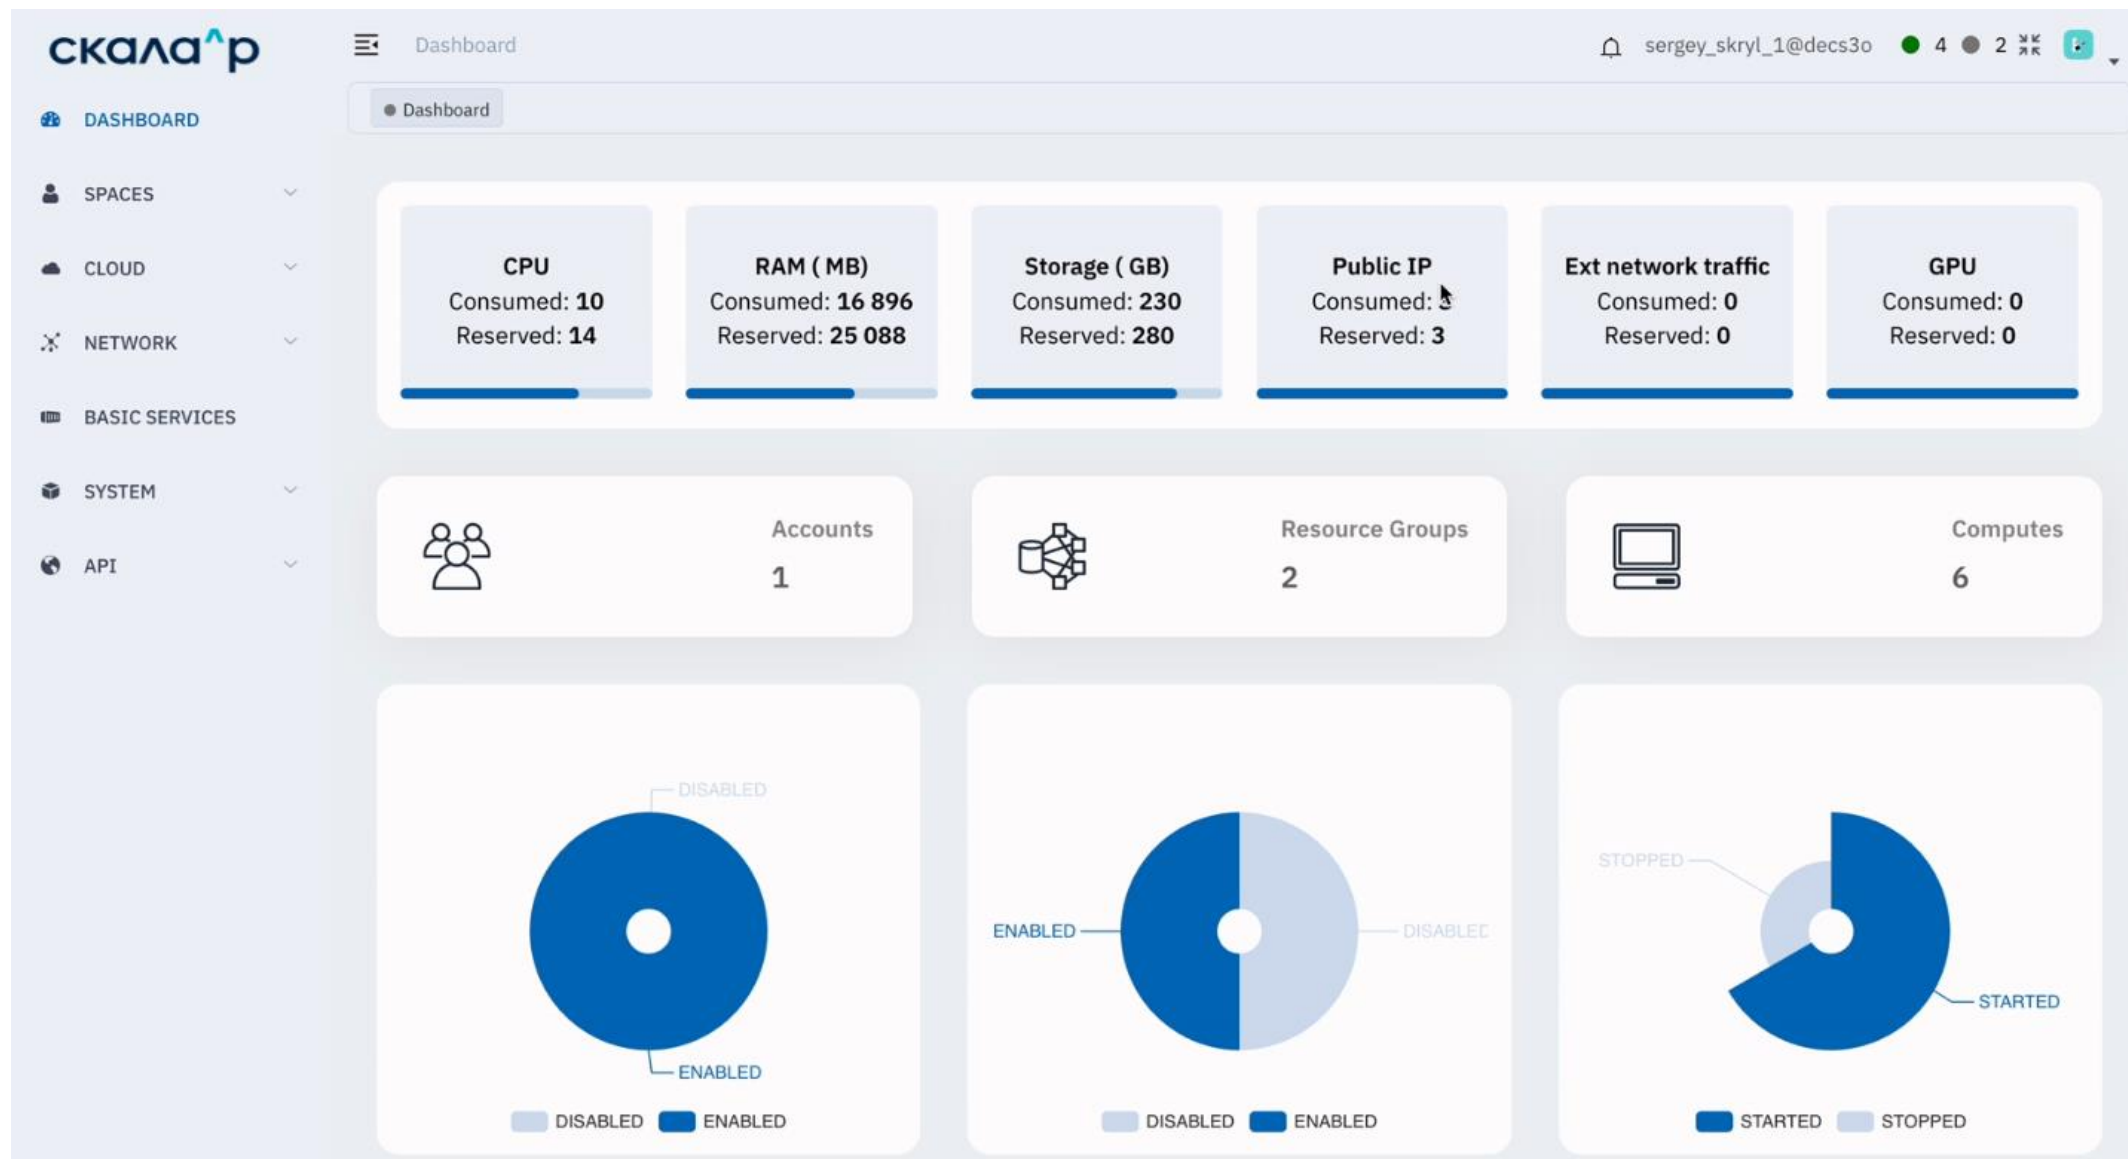 скала^р
Dashboard
sergey_skryl_1@decs3o
4
2
Dashboard
DASHBOARD
SPACES
CLOUD
NETWORK
BASIC SERVICES
SYSTEM
API
CPU
Consumed: 10
Reserved: 14
RAM ( MB)
Consumed: 16 896
Reserved: 25 088
Storage ( GB)
Consumed: 230
Reserved: 280
Public IP
Consumed:
Reserved: 3
Ext network traffic
Consumed: 0
Reserved: 0
GPU
Consumed: 0
Reserved: 0
Accounts
1
Resource Groups
2
Computes
6
DISABLED
ENABLED
DISABLED ENABLED
ENABLED
DISABLED
DISABLED ENABLED
STOPPED
STARTED
STARTED STOPPED